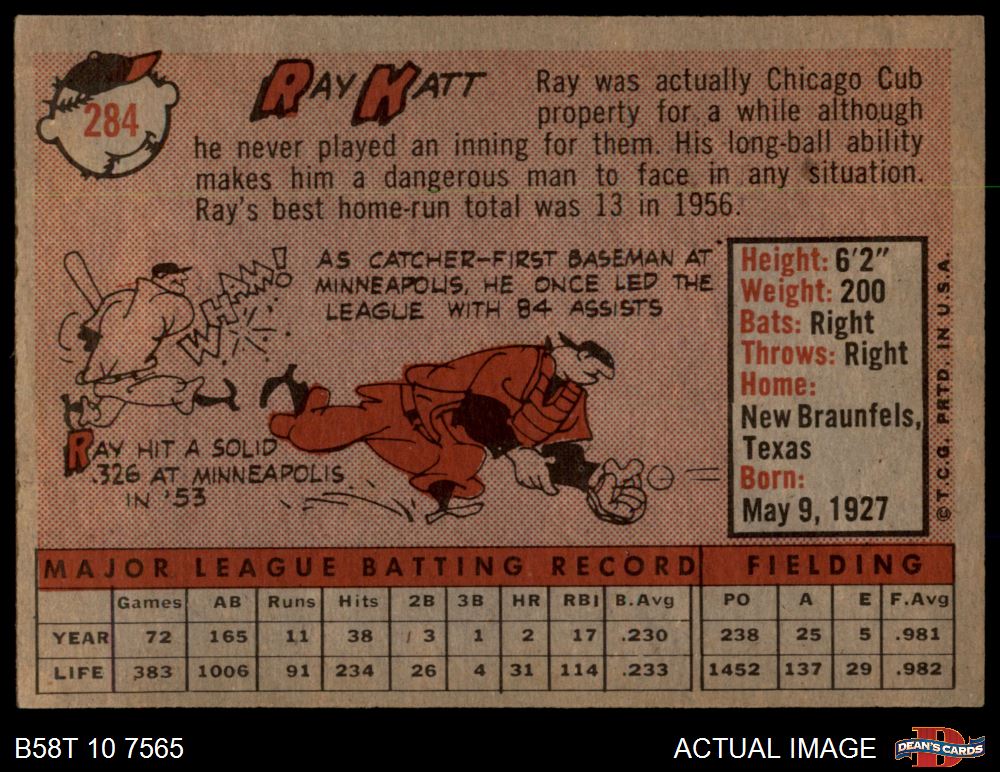 284
RAY KATT
Ray was actually Chicago Cub
property for a while although
he never played an inning for them. His long-ball ability
makes him a dangerous man to face in any situation.
Ray's best home-run total was 13 in 1956.
WHAM!
AS CATCHER-FIRST BASEMAN AT
MINNEAPOLIS, HE ONCE LED THE
LEAGUE WITH 84 ASSISTS
RAY HIT A SOLID
.326 AT MINNEAPOLIS
IN '53
Height: 6'2"
Weight: 200
Bats: Right
Throws: Right
Home:
New Braunfels,
Texas
Born:
May 9, 1927
© T.C.G. PRTD. IN U.S.A.
MAJOR LEAGUE BATTING RECORD FIELDING
Games AB Runs Hits 2B 3B HR RBI B.Avg PO A E F.Avg
YEAR 72 165 11 38 3 1 2 17 .230 238 25 5 .981
LIFE 383 1006 91 234 26 4 31 114 .233 1452 137 29 .982
B58T 10 7565
ACTUAL IMAGE
D
DEAN'S CARDS